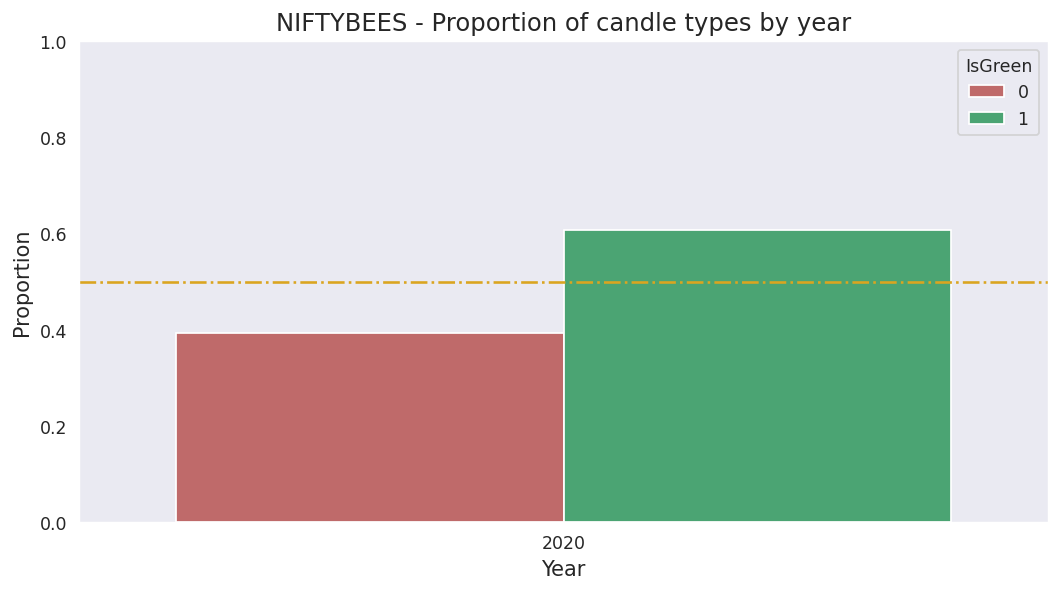 NIFTYBEES - Proportion of candle types by year
IsGreen
0
1
Proportion
1.0
0.8
0.6
0.4
0.2
0.0
2020
Year